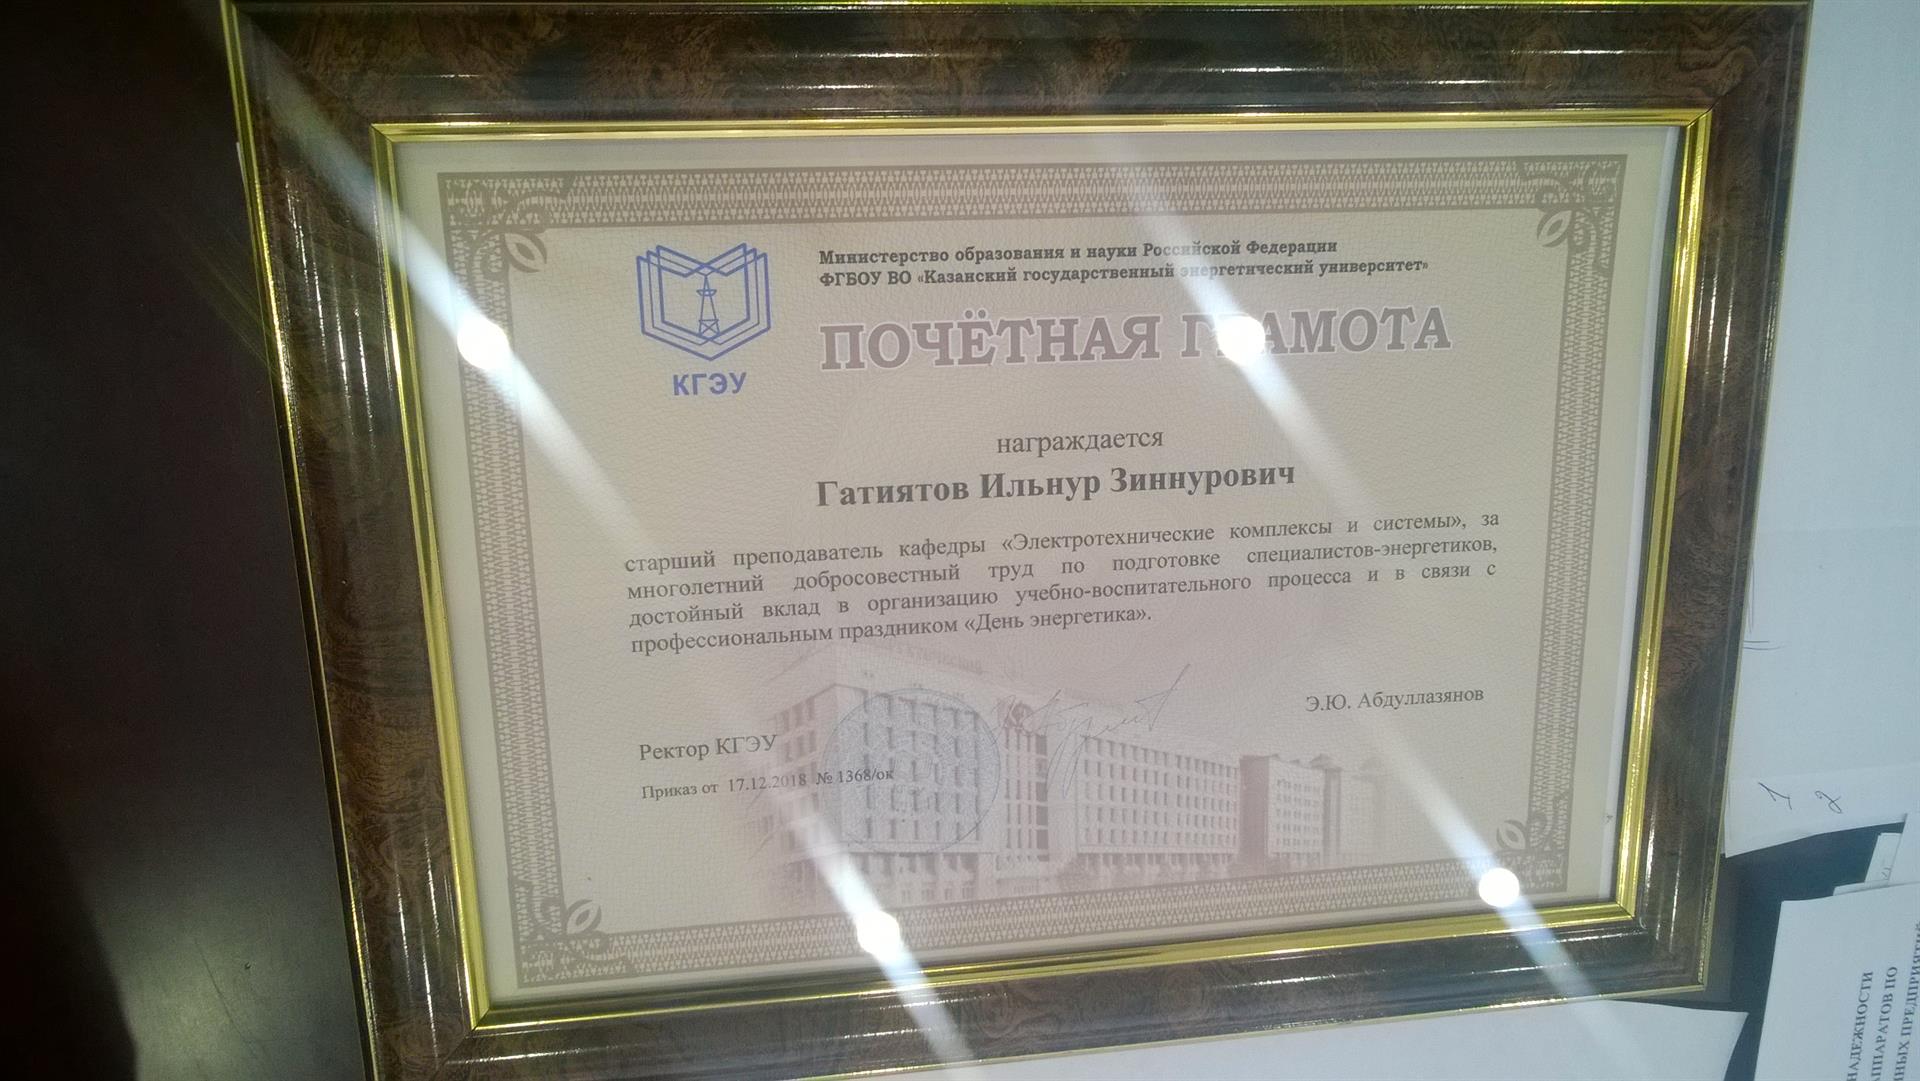 Министерство образования и науки Российской Федерации
ФГБОУ ВО «Казанский государственный энергетический университет»
ПОЧЁТНАЯ ГРАМОТА
КГЭУ
награждается
Гатиятов Ильнур Зиннурович
старший преподаватель кафедры «Электротехнические комплексы и системы», за
многолетний добросовестный труд по подготовке специалистов-энергетиков,
достойный вклад в организацию учебно-воспитательного процесса и в связи с
профессиональным праздником «День энергетика».
Ректор КГЭУ
Э.Ю. Абдуллазянов
Приказ от 17.12.2018 № 1368/ок